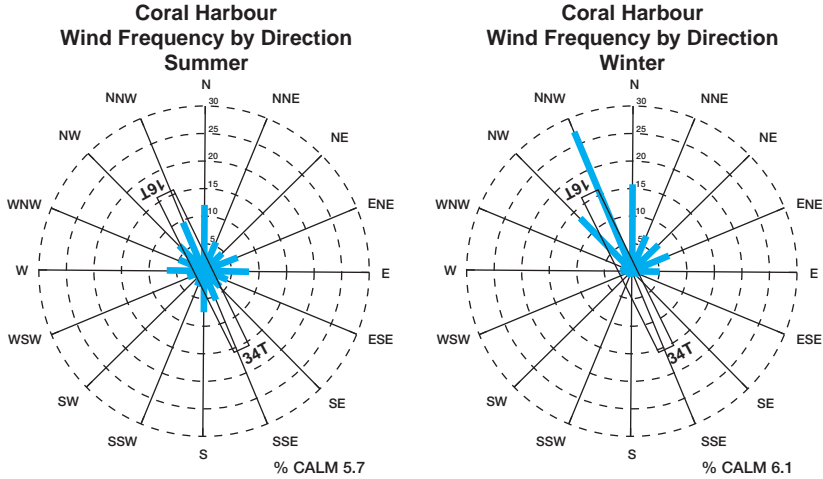 Coral Harbour
Wind Frequency by Direction
Summer
N
NNE
NE
ENE
E
ESE
SE
SSE
S
SSW
SW
WSW
W
WNW
NW
NNW
30
25
20
15
10
5
16T
34T
% CALM 5.7
Coral Harbour
Wind Frequency by Direction
Winter
N
NNE
NE
ENE
E
ESE
SE
SSE
S
SSW
SW
WSW
W
WNW
NW
NNW
30
25
20
15
10
5
16T
34T
% CALM 6.1